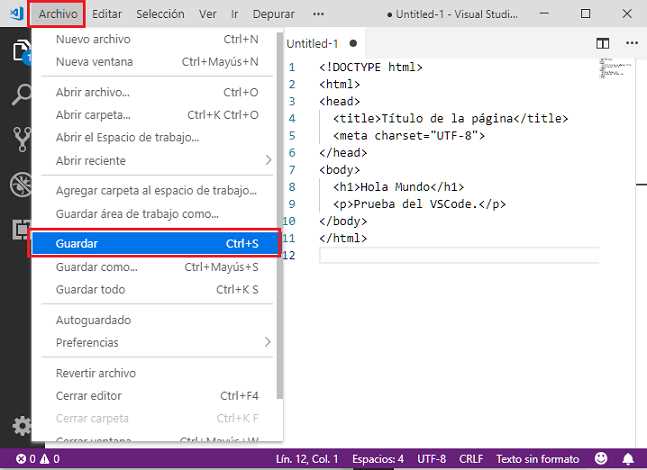 Archivo Editar Selección Ver Ir Depurar ··· ● Untitled-1 - Visual Studi...
Nuevo archivo Ctrl+N
Nueva ventana Ctrl+Mayús+N
Abrir archivo... Ctrl+O
Abrir carpeta... Ctrl+K Ctrl+O
Abrir el Espacio de trabajo...
Abrir reciente
Agregar carpeta al espacio de trabajo...
Guardar área de trabajo como...
Guardar Ctrl+S
Guardar como... Ctrl+Mayús+S
Guardar todo Ctrl+K S
Autoguardado
Preferencias
Revertir archivo
Cerrar editor Ctrl+F4
Cerrar carpeta Ctrl+K F
Cerrar ventana Ctrl+Mayús+W
1
Untitled-1 ●
1 <!DOCTYPE html>
2 <html>
3 <head>
4 <title>Título de la página</title>
5 <meta charset="UTF-8">
6 </head>
7 <body>
8 <h1>Hola Mundo</h1>
9 <p>Prueba del VSCode.</p>
10 </body>
11 </html>
12
0 0 Lín. 12, Col. 1 Espacios: 4 UTF-8 CRLF Texto sin formato